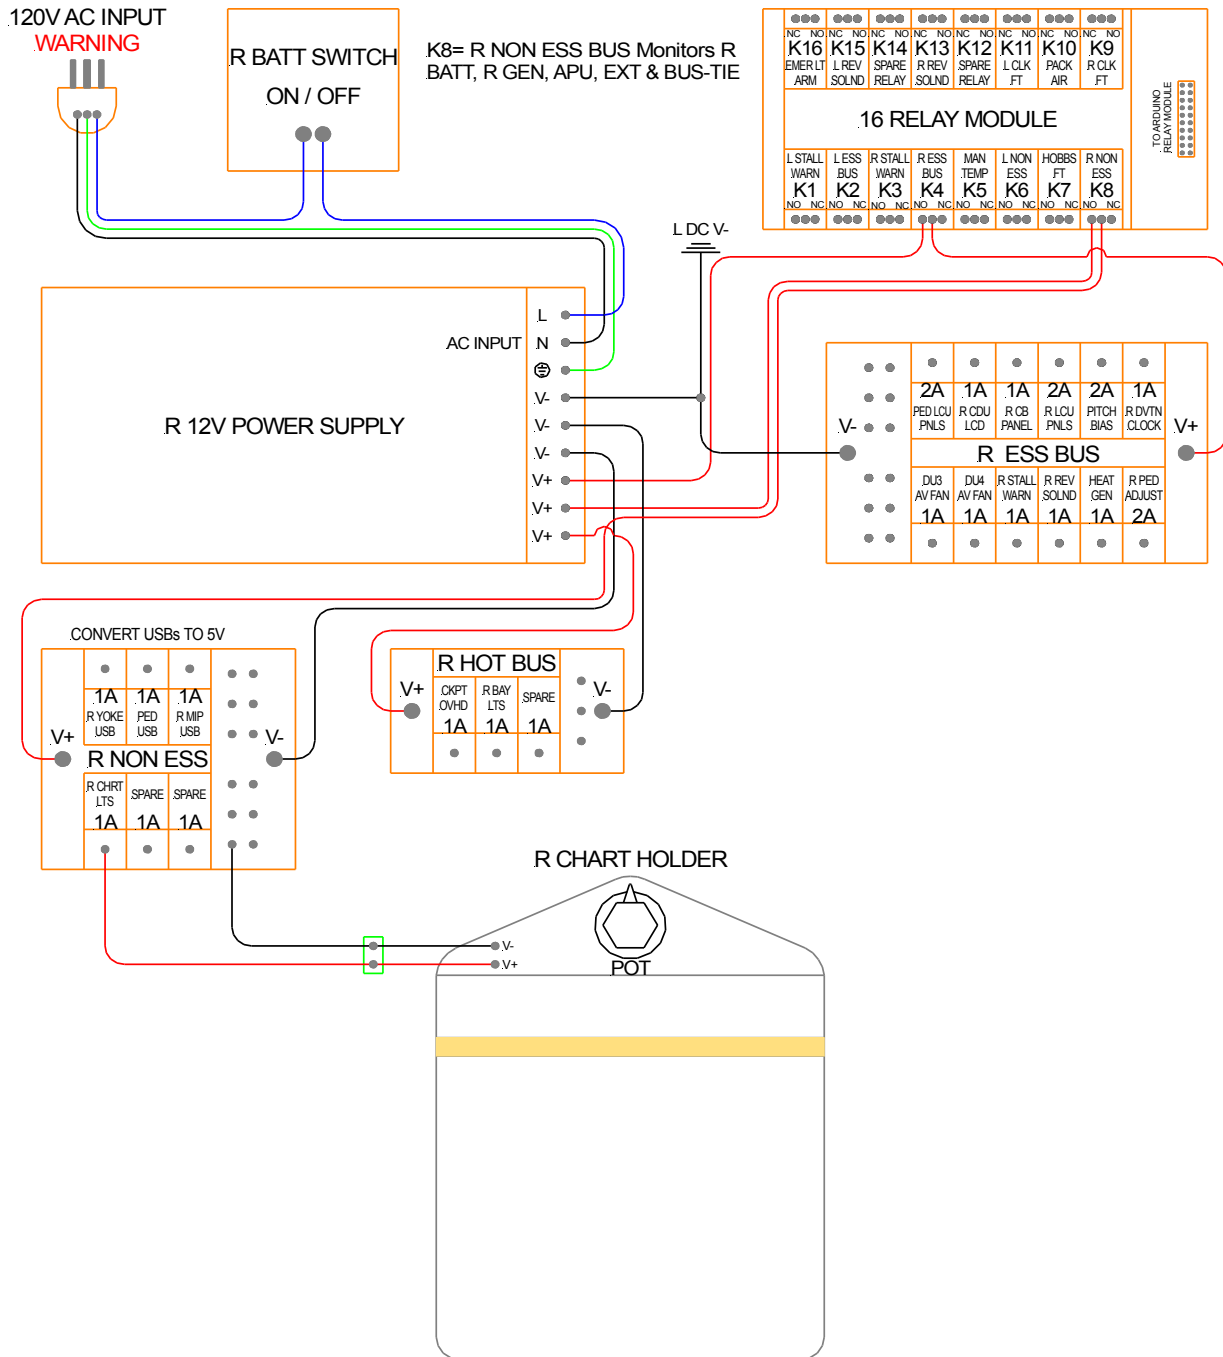 120V AC INPUT
WARNING
R BATT SWITCH
ON / OFF
K8= R NON ESS BUS Monitors R
BATT, R GEN, APU, EXT & BUS-TIE
NC NO NC NO NC NO NC NO NC NO NC NO NC NO NC NO
K16 K15 K14 K13 K12 K11 K10 K9
EMER LT L REV SPARE R REV SPARE L CLK PACK R CLK
ARM SOLND RELAY SOLND RELAY FT AIR FT
16 RELAY MODULE
TO ARDUINO
RELAY MODULE
L STALL L ESS R STALL R ESS MAN L NON HOBBS R NON
WARN BUS WARN BUS TEMP ESS FT ESS
K1 K2 K3 K4 K5 K6 K7 K8
NO NC NO NC NO NC NO NC NO NC NO NC NO NC NO NC
L DC V-
R 12V POWER SUPPLY
AC INPUT
L
N
V-
V-
V-
V+
V+
V+
2A 1A 1A 2A 2A 1A
PED LCU R CDU R CB R LCU PITCH R DVTN
PNLS LCD PANEL PNLS BIAS CLOCK
V- R ESS BUS V+
DU3 DU4 R STALL R REV HEAT R PED
AV FAN AV FAN WARN SOLND GEN ADJUST
1A 1A 1A 1A 1A 2A
CONVERT USBs TO 5V
1A 1A 1A
R YOKE PED R MIP
USB USB USB
V+ R NON ESS V-
R CHRT SPARE SPARE
LTS
1A 1A 1A
R HOT BUS
V+ V-
CKPT R BAY SPARE
OVHD LTS
1A 1A 1A
R CHART HOLDER
V-
V+
POT